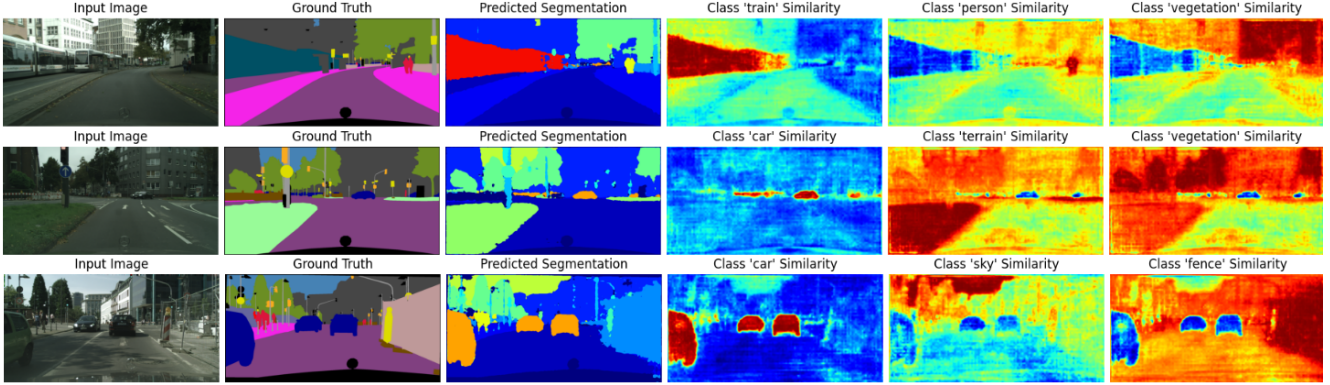 Input Image Ground Truth Predicted Segmentation Class 'train' Similarity Class 'person' Similarity Class 'vegetation' Similarity
Input Image Ground Truth Predicted Segmentation Class 'car' Similarity Class 'terrain' Similarity Class 'vegetation' Similarity
Input Image Ground Truth Predicted Segmentation Class 'car' Similarity Class 'sky' Similarity Class 'fence' Similarity